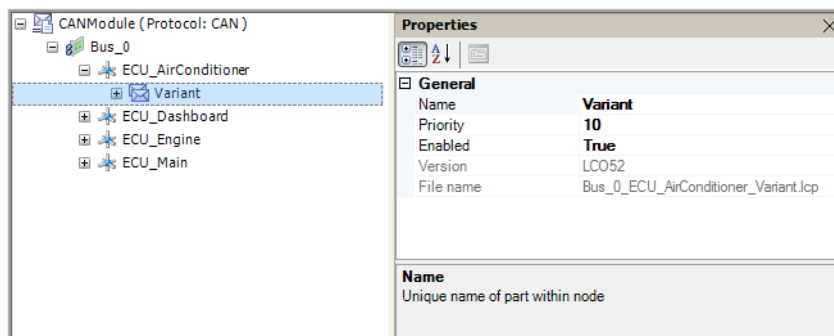 CANModule ( Protocol: CAN )
Bus_0
ECU_AirConditioner
Variant
ECU_Dashboard
ECU_Engine
ECU_Main
Properties
General
Name Variant
Priority 10
Enabled True
Version LCO52
File name Bus_0_ECU_AirConditioner_Variant.lcp
Name
Unique name of part within node